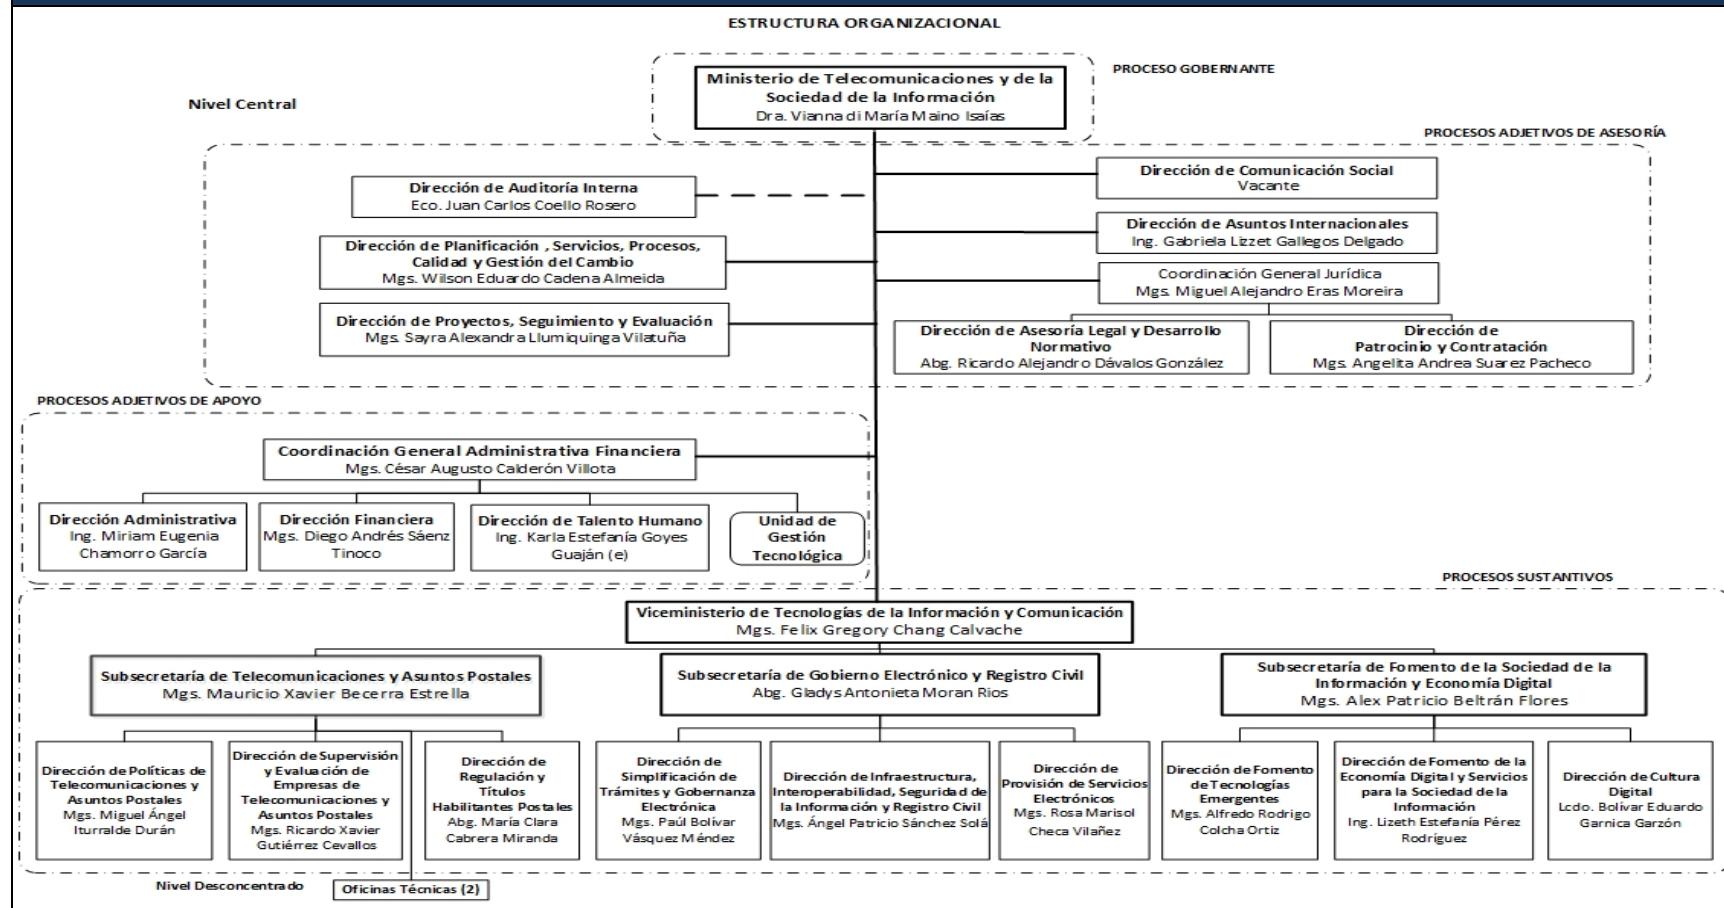 ESTRUCTURA ORGANIZACIONAL
Ministerio de Telecomunicaciones y de la
Sociedad de la Información
Dra. Vianna di María Maino Isaías
PROCESO GOBERNANTE
Nivel Central
PROCESOS ADJETIVOS DE ASESORÍA
Dirección de Auditoría Interna
Eco. Juan Carlos Coello Rosero
Dirección de Planificación , Servicios, Procesos,
Calidad y Gestión del Cambio
Mgs. Wilson Eduardo Cadena Almeida
Dirección de Proyectos, Seguimiento y Evaluación
Mgs. Sayra Alexandra Llumiquinga Vilatuña
Dirección de Comunicación Social
Vacante
Dirección de Asuntos Internacionales
Ing. Gabriela Lizzet Gallegos Delgado
Coordinación General Jurídica
Mgs. Miguel Alejandro Eras Moreira
Dirección de Asesoría Legal y Desarrollo
Normativo
Abg. Ricardo Alejandro Dávalos González
Dirección de
Patrocinio y Contratación
Mgs. Angelita Andrea Suarez Pacheco
PROCESOS ADJETIVOS DE APOYO
Coordinación General Administrativa Financiera
Mgs. César Augusto Calderón Villota
Dirección Administrativa
Ing. Miriam Eugenia
Chamorro García
Dirección Financiera
Mgs. Diego Andrés Sáenz
Tinoco
Dirección de Talento Humano
Ing. Karla Estefanía Goyes
Guaján (e)
Unidad de
Gestión
Tecnológica
PROCESOS SUSTANTIVOS
Viceministerio de Tecnologías de la Información y Comunicación
Mgs. Felix Gregory Chang Calvache
Subsecretaría de Telecomunicaciones y Asuntos Postales
Mgs. Mauricio Xavier Becerra Estrella
Subsecretaría de Gobierno Electrónico y Registro Civil
Abg. Gladys Antonieta Moran Rios
Subsecretaría de Fomento de la Sociedad de la
Información y Economía Digital
Mgs. Alex Patricio Beltrán Flores
Dirección de Políticas de
Telecomunicaciones y
Asuntos Postales
Mgs. Miguel Ángel
Iturralde Durán
Dirección de Supervisión
y Evaluación de
Empresas de
Telecomunicaciones y
Asuntos Postales
Mgs. Ricardo Xavier
Gutiérrez Cevallos
Dirección de
Regulación y
Títulos
Habilitantes Postales
Abg. María Clara
Cabrera Miranda
Dirección de
Simplificación de
Trámites y Gobernanza
Electrónica
Mgs. Paúl Bolívar
Vásquez Méndez
Dirección de Infraestructura,
Interoperabilidad, Seguridad de
la Información y Registro Civil
Mgs. Ángel Patricio Sánchez Solá
Dirección de
Provisión de Servicios
Electrónicos
Mgs. Rosa Marisol
Checa Vilañez
Dirección de Fomento
de Tecnologías
Emergentes
Mgs. Alfredo Rodrigo
Colcha Ortiz
Dirección de Fomento de la
Economía Digital y Servicios
para la Sociedad de la
Información
Ing. Lizeth Estefanía Pérez
Rodríguez
Dirección de Cultura
Digital
Lcdo. Bolívar Eduardo
Garnica Garzón
Nivel Desconcentrado
Oficinas Técnicas (2)